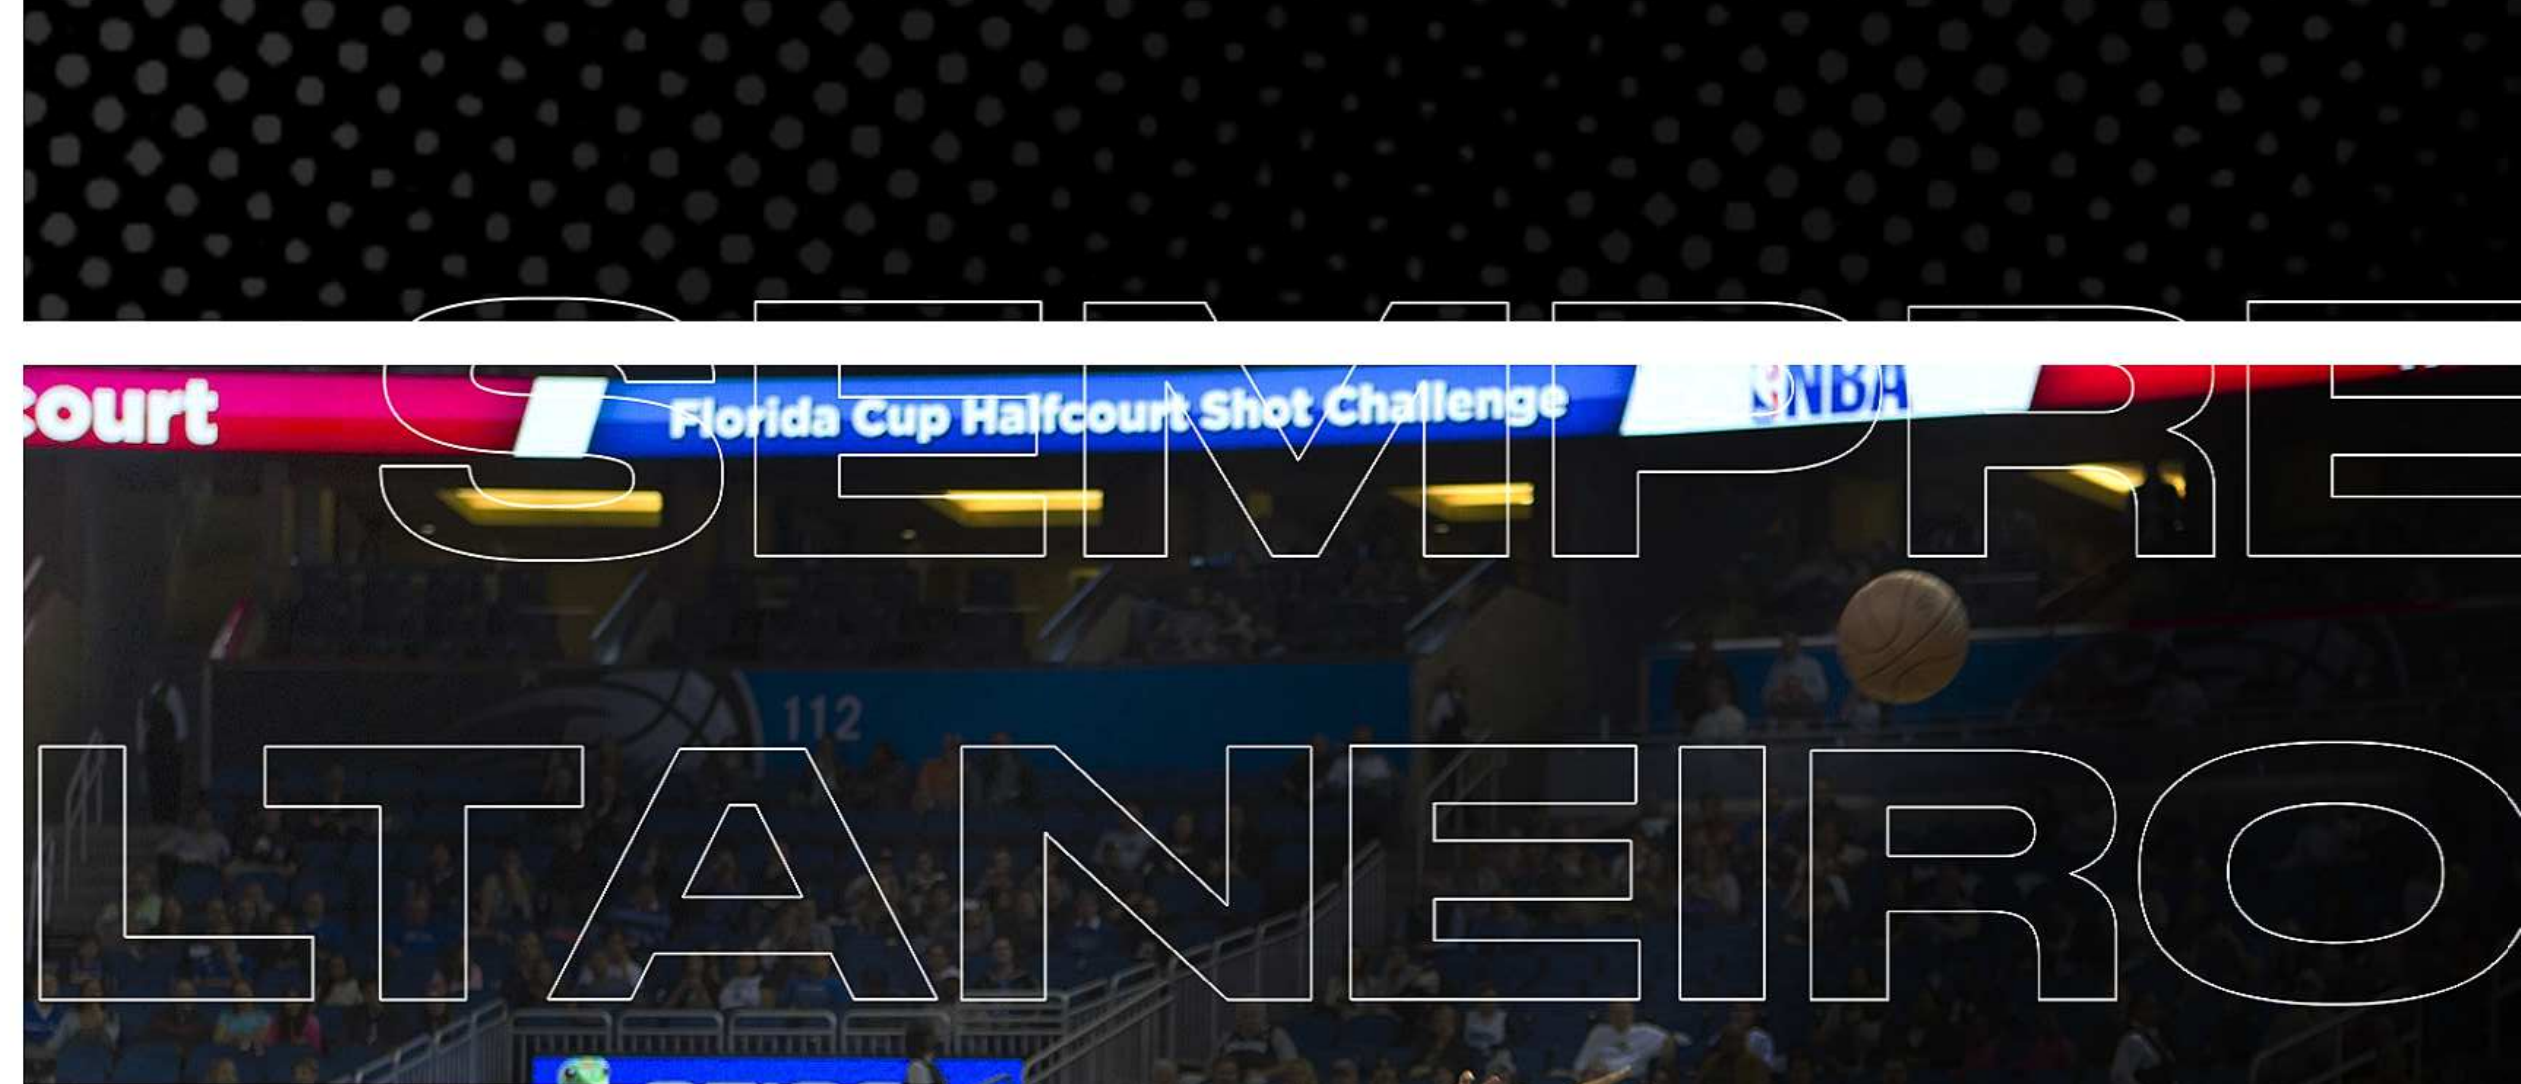 SEMPRE
court Florida Cup Halfcourt Shot Challenge NBA
112
LTANEIRO